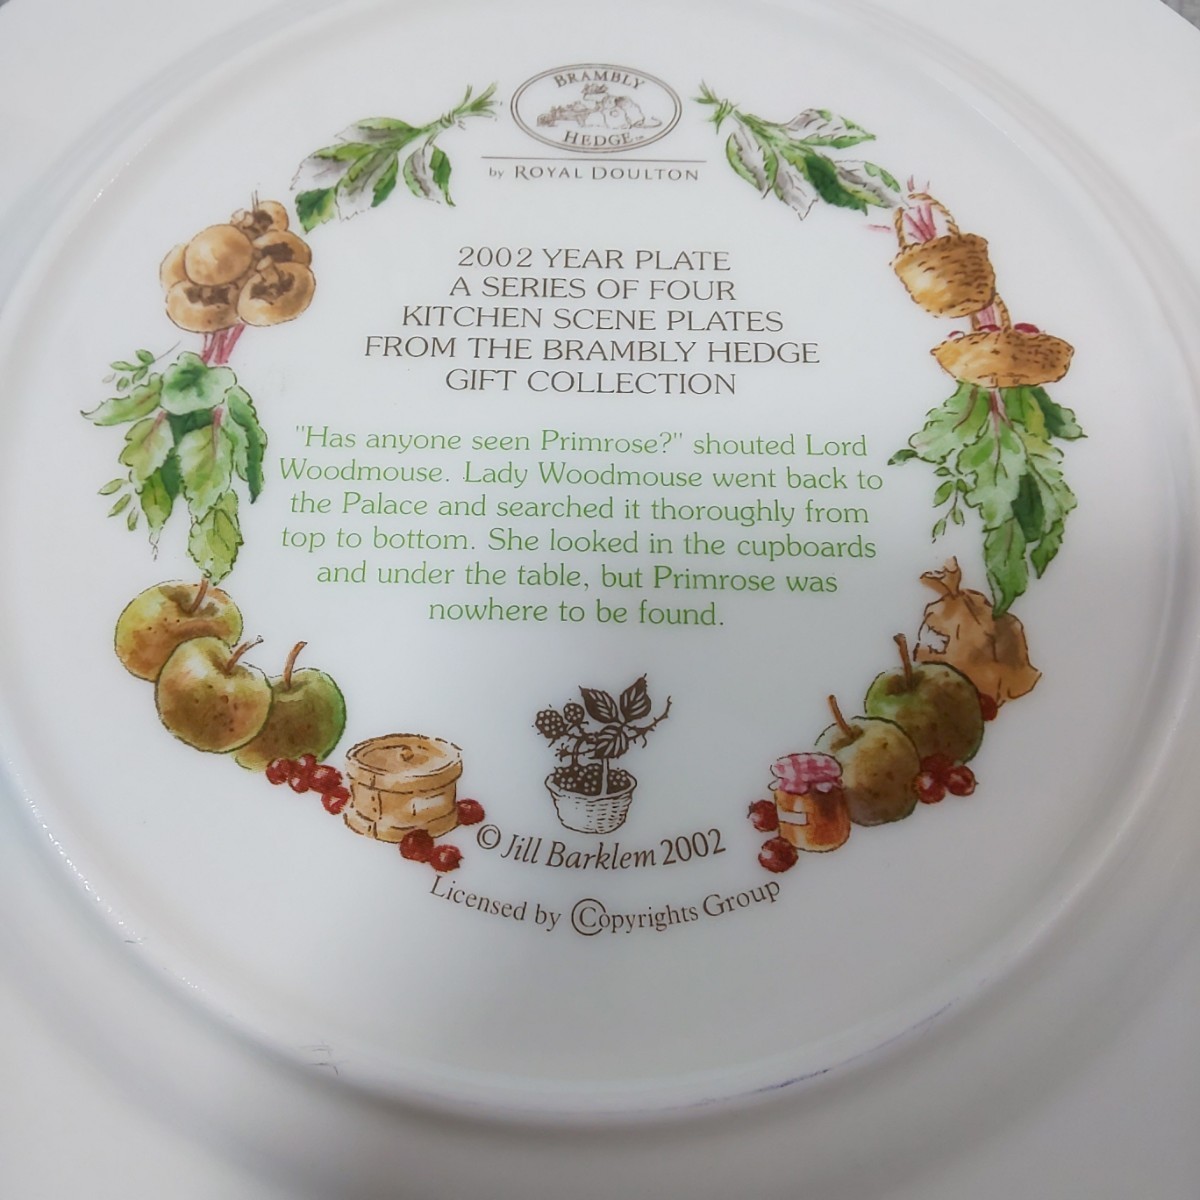 BRAMBLY
HEDGE™
by ROYAL DOULTON
2002 YEAR PLATE
A SERIES OF FOUR
KITCHEN SCENE PLATES
FROM THE BRAMBLY HEDGE
GIFT COLLECTION
"Has anyone seen Primrose?" shouted Lord
Woodmouse. Lady Woodmouse went back to
the Palace and searched it thoroughly from
top to bottom. She looked in the cupboards
and under the table, but Primrose was
nowhere to be found.
© Jill Barklem 2002
Licensed by ©opyrights Group